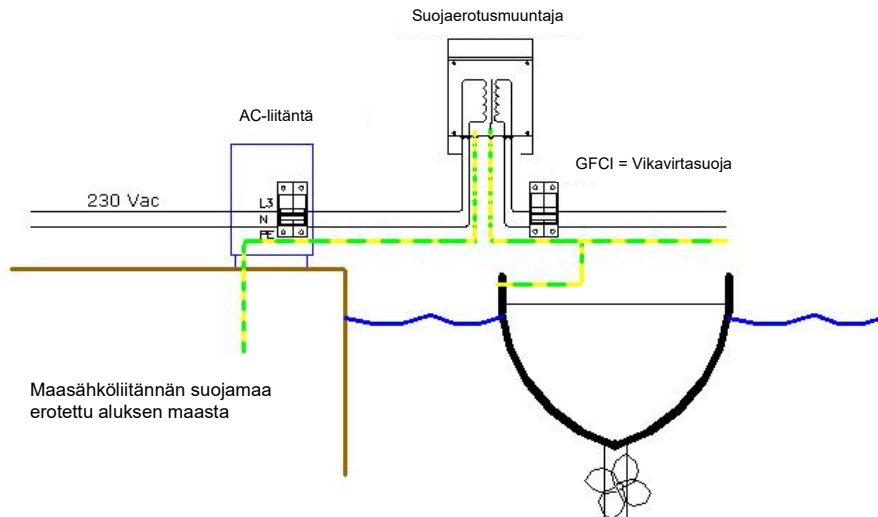 Suojaerotusmuuntaja
AC-liitäntä
GFCI = Vikavirtasuoja
230 Vac
L3
N
PE
Maasähköliitännän suojamaa
erotettu aluksen maasta